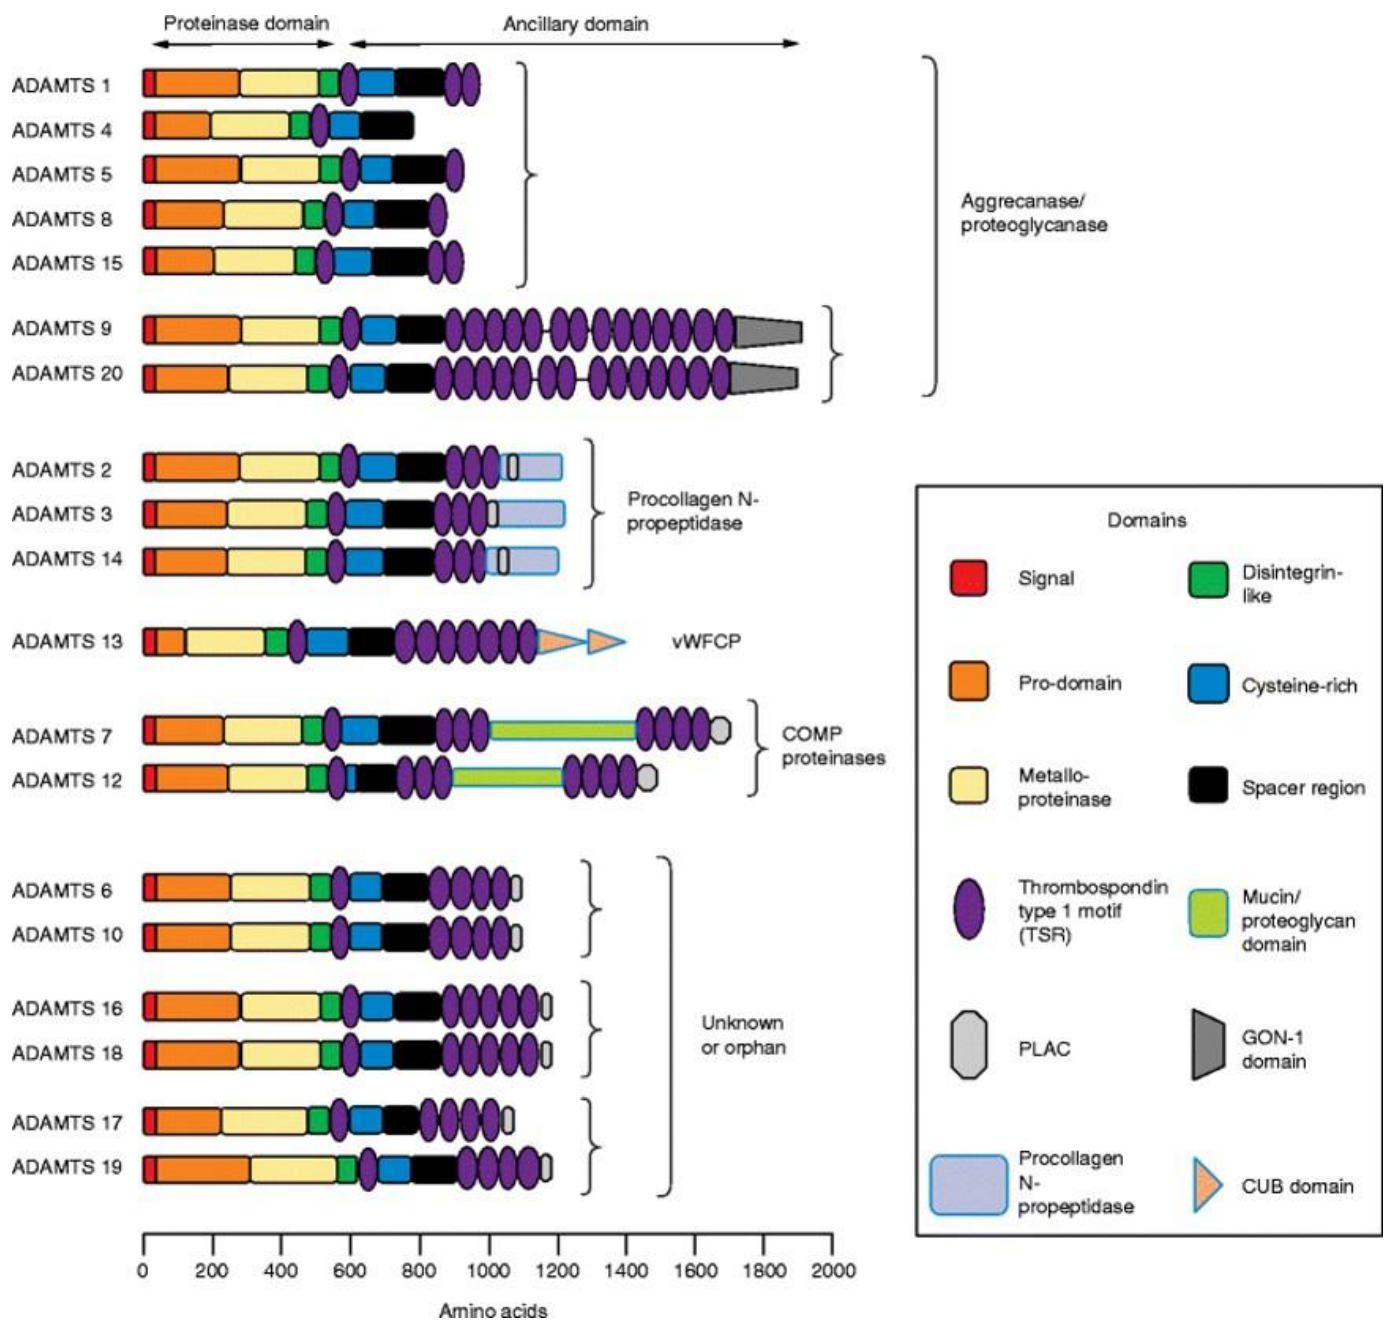 Proteinase domain
Ancillary domain
ADAMTS 1
ADAMTS 4
ADAMTS 5
ADAMTS 8
ADAMTS 15
Aggrecanase/
proteoglycanase
ADAMTS 9
ADAMTS 20
ADAMTS 2
ADAMTS 3
ADAMTS 14
Procollagen N-
propeptidase
ADAMTS 13
vWFCP
ADAMTS 7
ADAMTS 12
COMP
proteinases
ADAMTS 6
ADAMTS 10
ADAMTS 16
ADAMTS 18
ADAMTS 17
ADAMTS 19
Unknown
or orphan
0 200 400 600 800 1000 1200 1400 1600 1800 2000
Amino acids
Domains
Signal
Disintegrin-
like
Pro-domain
Cysteine-rich
Metallo-
proteinase
Spacer region
Thrombospondin
type 1 motif
(TSR)
Mucin/
proteoglycan
domain
PLAC
GON-1
domain
Procollagen
N-
propeptidase
CUB domain